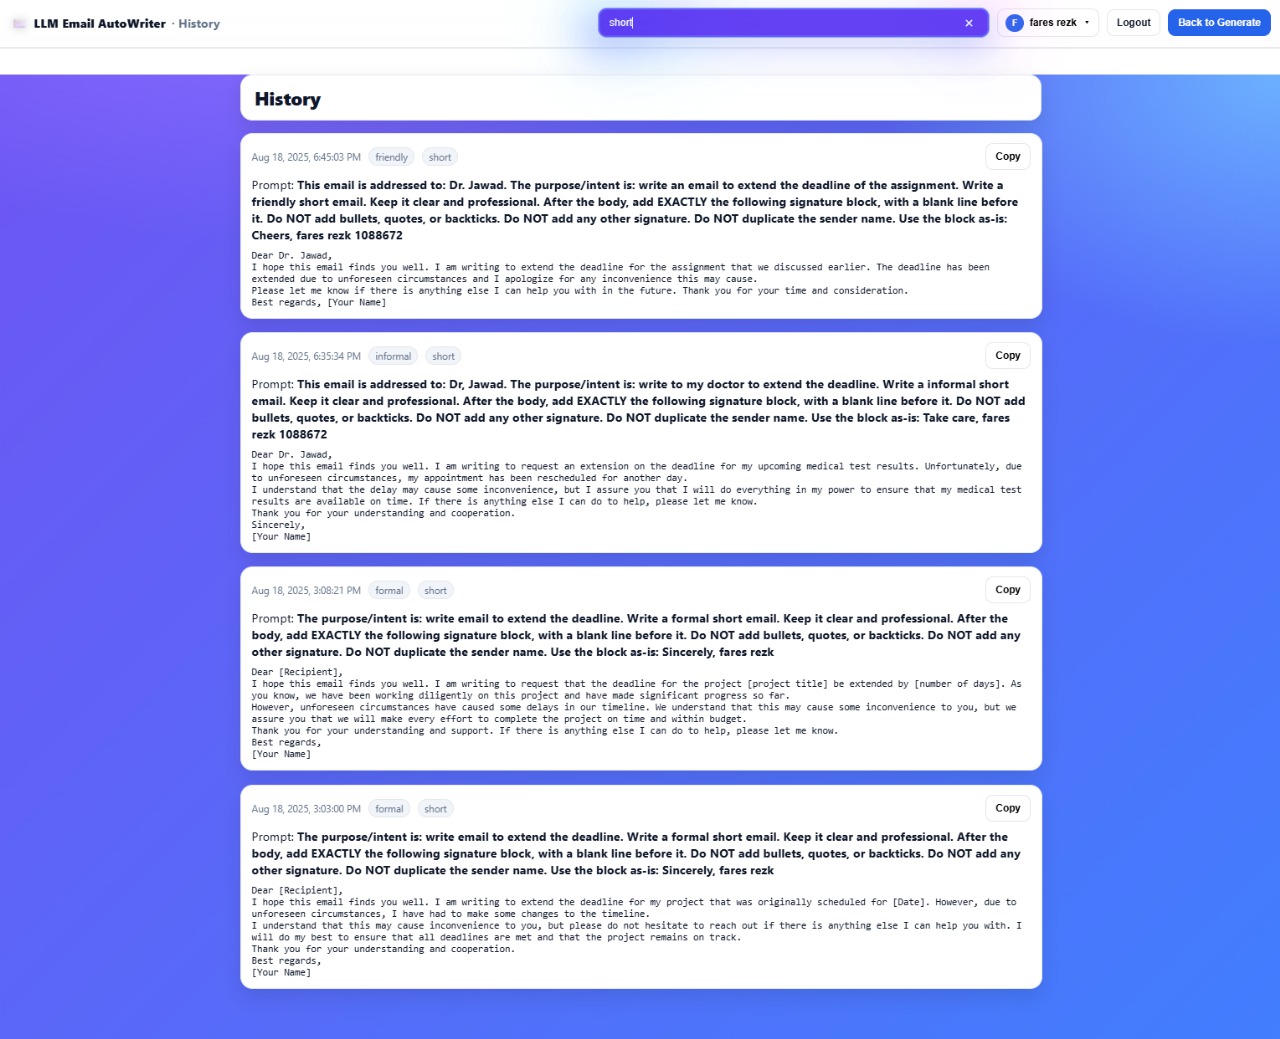 LLM Email AutoWriter · History
short
✕
F fares rezk
Logout
Back to Generate
History
Aug 18, 2025, 6:45:03 PM friendly short Copy
Prompt: This email is addressed to: Dr. Jawad. The purpose/intent is: write an email to extend the deadline of the assignment. Write a
friendly short email. Keep it clear and professional. After the body, add EXACTLY the following signature block, with a blank line before
it. Do NOT add bullets, quotes, or backticks. Do NOT add any other signature. Do NOT duplicate the sender name. Use the block as-is:
Cheers, fares rezk 1088672
Dear Dr. Jawad,
I hope this email finds you well. I am writing to extend the deadline for the assignment that we discussed earlier. The deadline has been
extended due to unforeseen circumstances and I apologize for any inconvenience this may cause.
Please let me know if there is anything else I can help you with in the future. Thank you for your time and consideration.
Best regards, [Your Name]
Aug 18, 2025, 6:35:34 PM informal short Copy
Prompt: This email is addressed to: Dr, Jawad. The purpose/intent is: write to my doctor to extend the deadline. Write a informal short
email. Keep it clear and professional. After the body, add EXACTLY the following signature block, with a blank line before it. Do NOT add
bullets, quotes, or backticks. Do NOT add any other signature. Do NOT duplicate the sender name. Use the block as-is: Take care, fares
rezk 1088672
Dear Dr. Jawad,
I hope this email finds you well. I am writing to request an extension on the deadline for my upcoming medical test results. Unfortunately, due
to unforeseen circumstances, my appointment has been rescheduled for another day.
I understand that the delay may cause some inconvenience, but I assure you that I will do everything in my power to ensure that my medical test
results are available on time. If there is anything else I can do to help, please let me know.
Thank you for your understanding and cooperation.
Sincerely,
[Your Name]
Aug 18, 2025, 3:08:21 PM formal short Copy
Prompt: The purpose/intent is: write email to extend the deadline. Write a formal short email. Keep it clear and professional. After the
body, add EXACTLY the following signature block, with a blank line before it. Do NOT add bullets, quotes, or backticks. Do NOT add any
other signature. Do NOT duplicate the sender name. Use the block as-is: Sincerely, fares rezk
Dear [Recipient],
I hope this email finds you well. I am writing to request that the deadline for the project [project title] be extended by [number of days]. As
you know, we have been working diligently on this project and have made significant progress so far.
However, unforeseen circumstances have caused some delays in our timeline. We understand that this may cause some inconvenience to you, but we
assure you that we will make every effort to complete the project on time and within budget.
Thank you for your understanding and support. If there is anything else I can do to help, please let me know.
Best regards,
[Your Name]
Aug 18, 2025, 3:03:00 PM formal short Copy
Prompt: The purpose/intent is: write email to extend the deadline. Write a formal short email. Keep it clear and professional. After the
body, add EXACTLY the following signature block, with a blank line before it. Do NOT add bullets, quotes, or backticks. Do NOT add any
other signature. Do NOT duplicate the sender name. Use the block as-is: Sincerely, fares rezk
Dear [Recipient],
I hope this email finds you well. I am writing to extend the deadline for my project that was originally scheduled for [Date]. However, due to
unforeseen circumstances, I have had to make some changes to the timeline.
I understand that this may cause inconvenience to you, but please do not hesitate to reach out if there is anything else I can help you with. I
will do my best to ensure that all deadlines are met and that the project remains on track.
Thank you for your understanding and cooperation.
Best regards,
[Your Name]